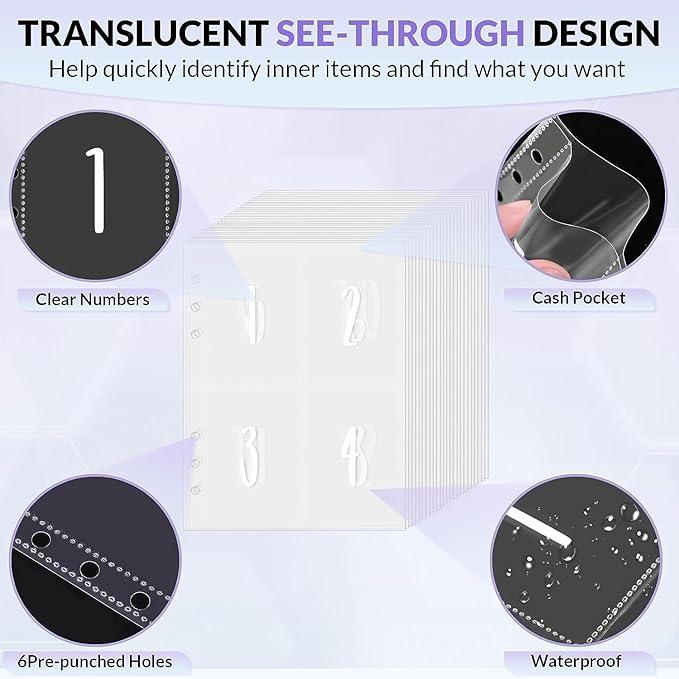 TRANSLUCENT SEE-THROUGH DESIGN
Help quickly identify inner items and find what you want
1
Clear Numbers
Cash Pocket
1 2
3 4
6Pre-punched Holes
Waterproof